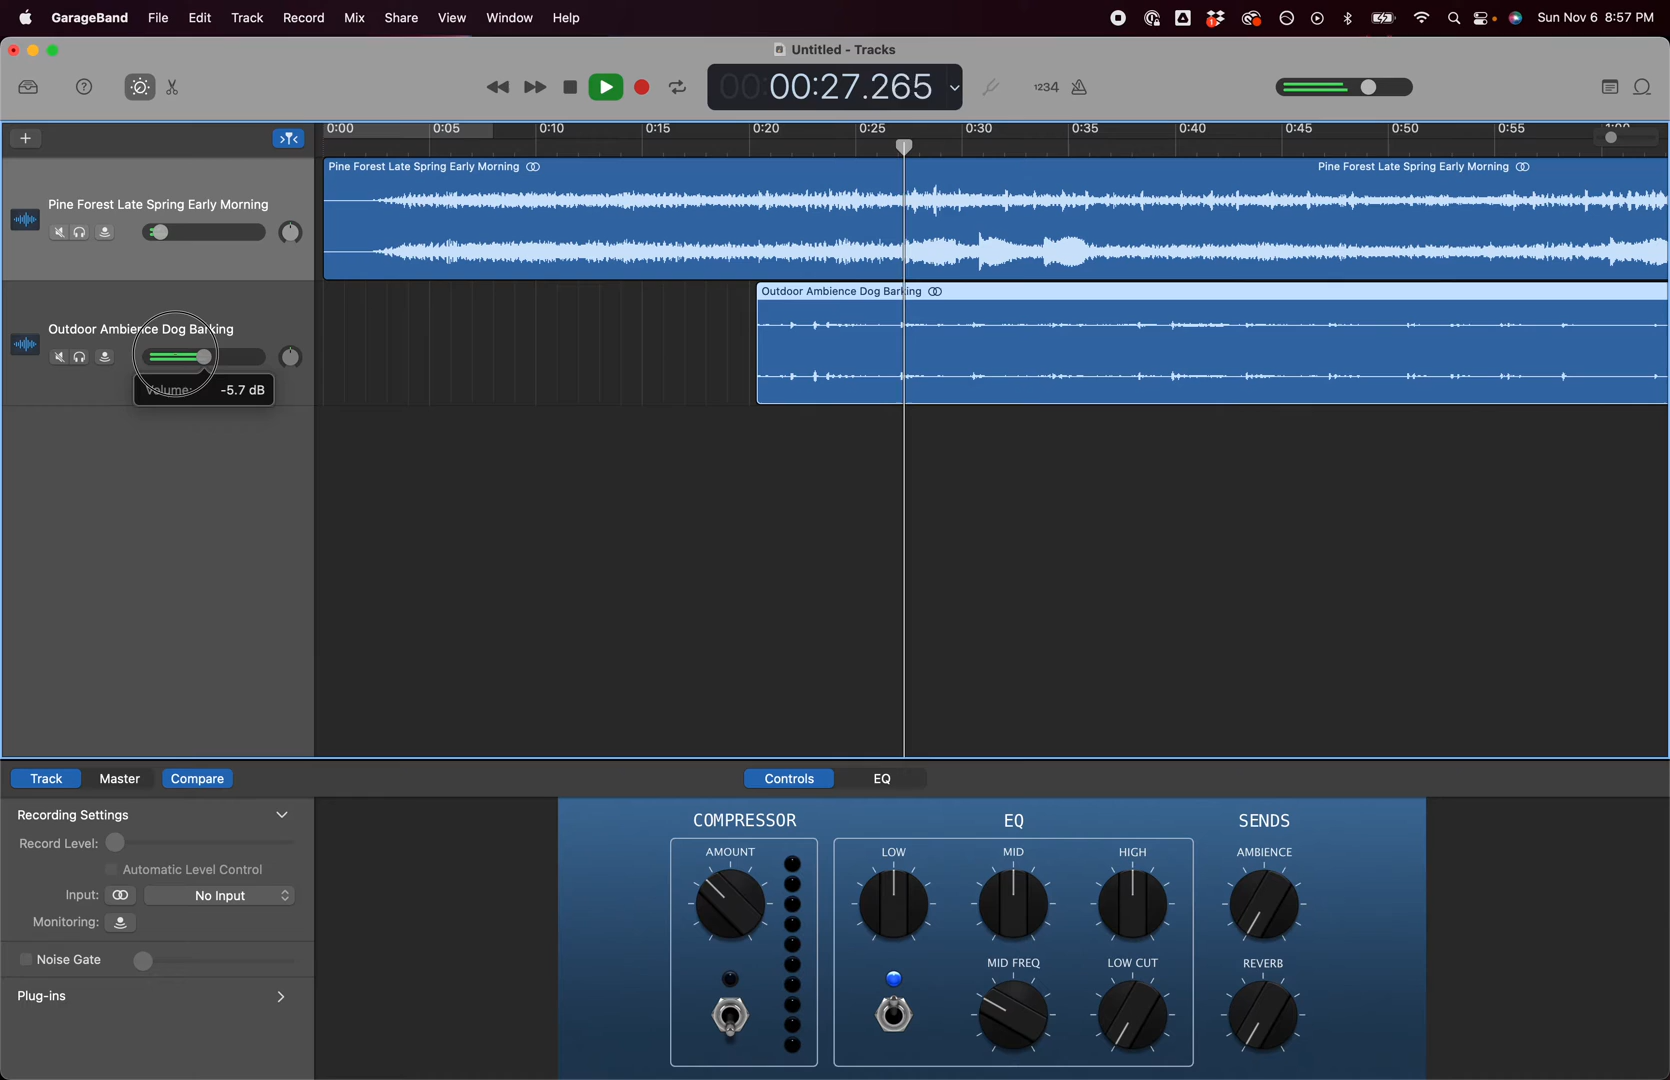 GarageBand File Edit Track Record Mix Share View Window Help Sun Nov 6 8:57 PM
Untitled - Tracks
00:00:27.265
1234
0:00 0:05 0:10 0:15 0:20 0:25 0:30 0:35 0:40 0:45 0:50 0:55 1:00
Pine Forest Late Spring Early Morning Pine Forest Late Spring Early Morning
Pine Forest Late Spring Early Morning
Outdoor Ambience Dog Barking
Outdoor Ambience Dog Barking
Volume: -5.7 dB
Track Master Compare Controls EQ
Recording Settings
Record Level:
Automatic Level Control
Input: No Input
Monitoring:
Noise Gate
Plug-ins
COMPRESSOR EQ SENDS
AMOUNT LOW MID HIGH AMBIENCE
MID FREQ LOW CUT REVERB